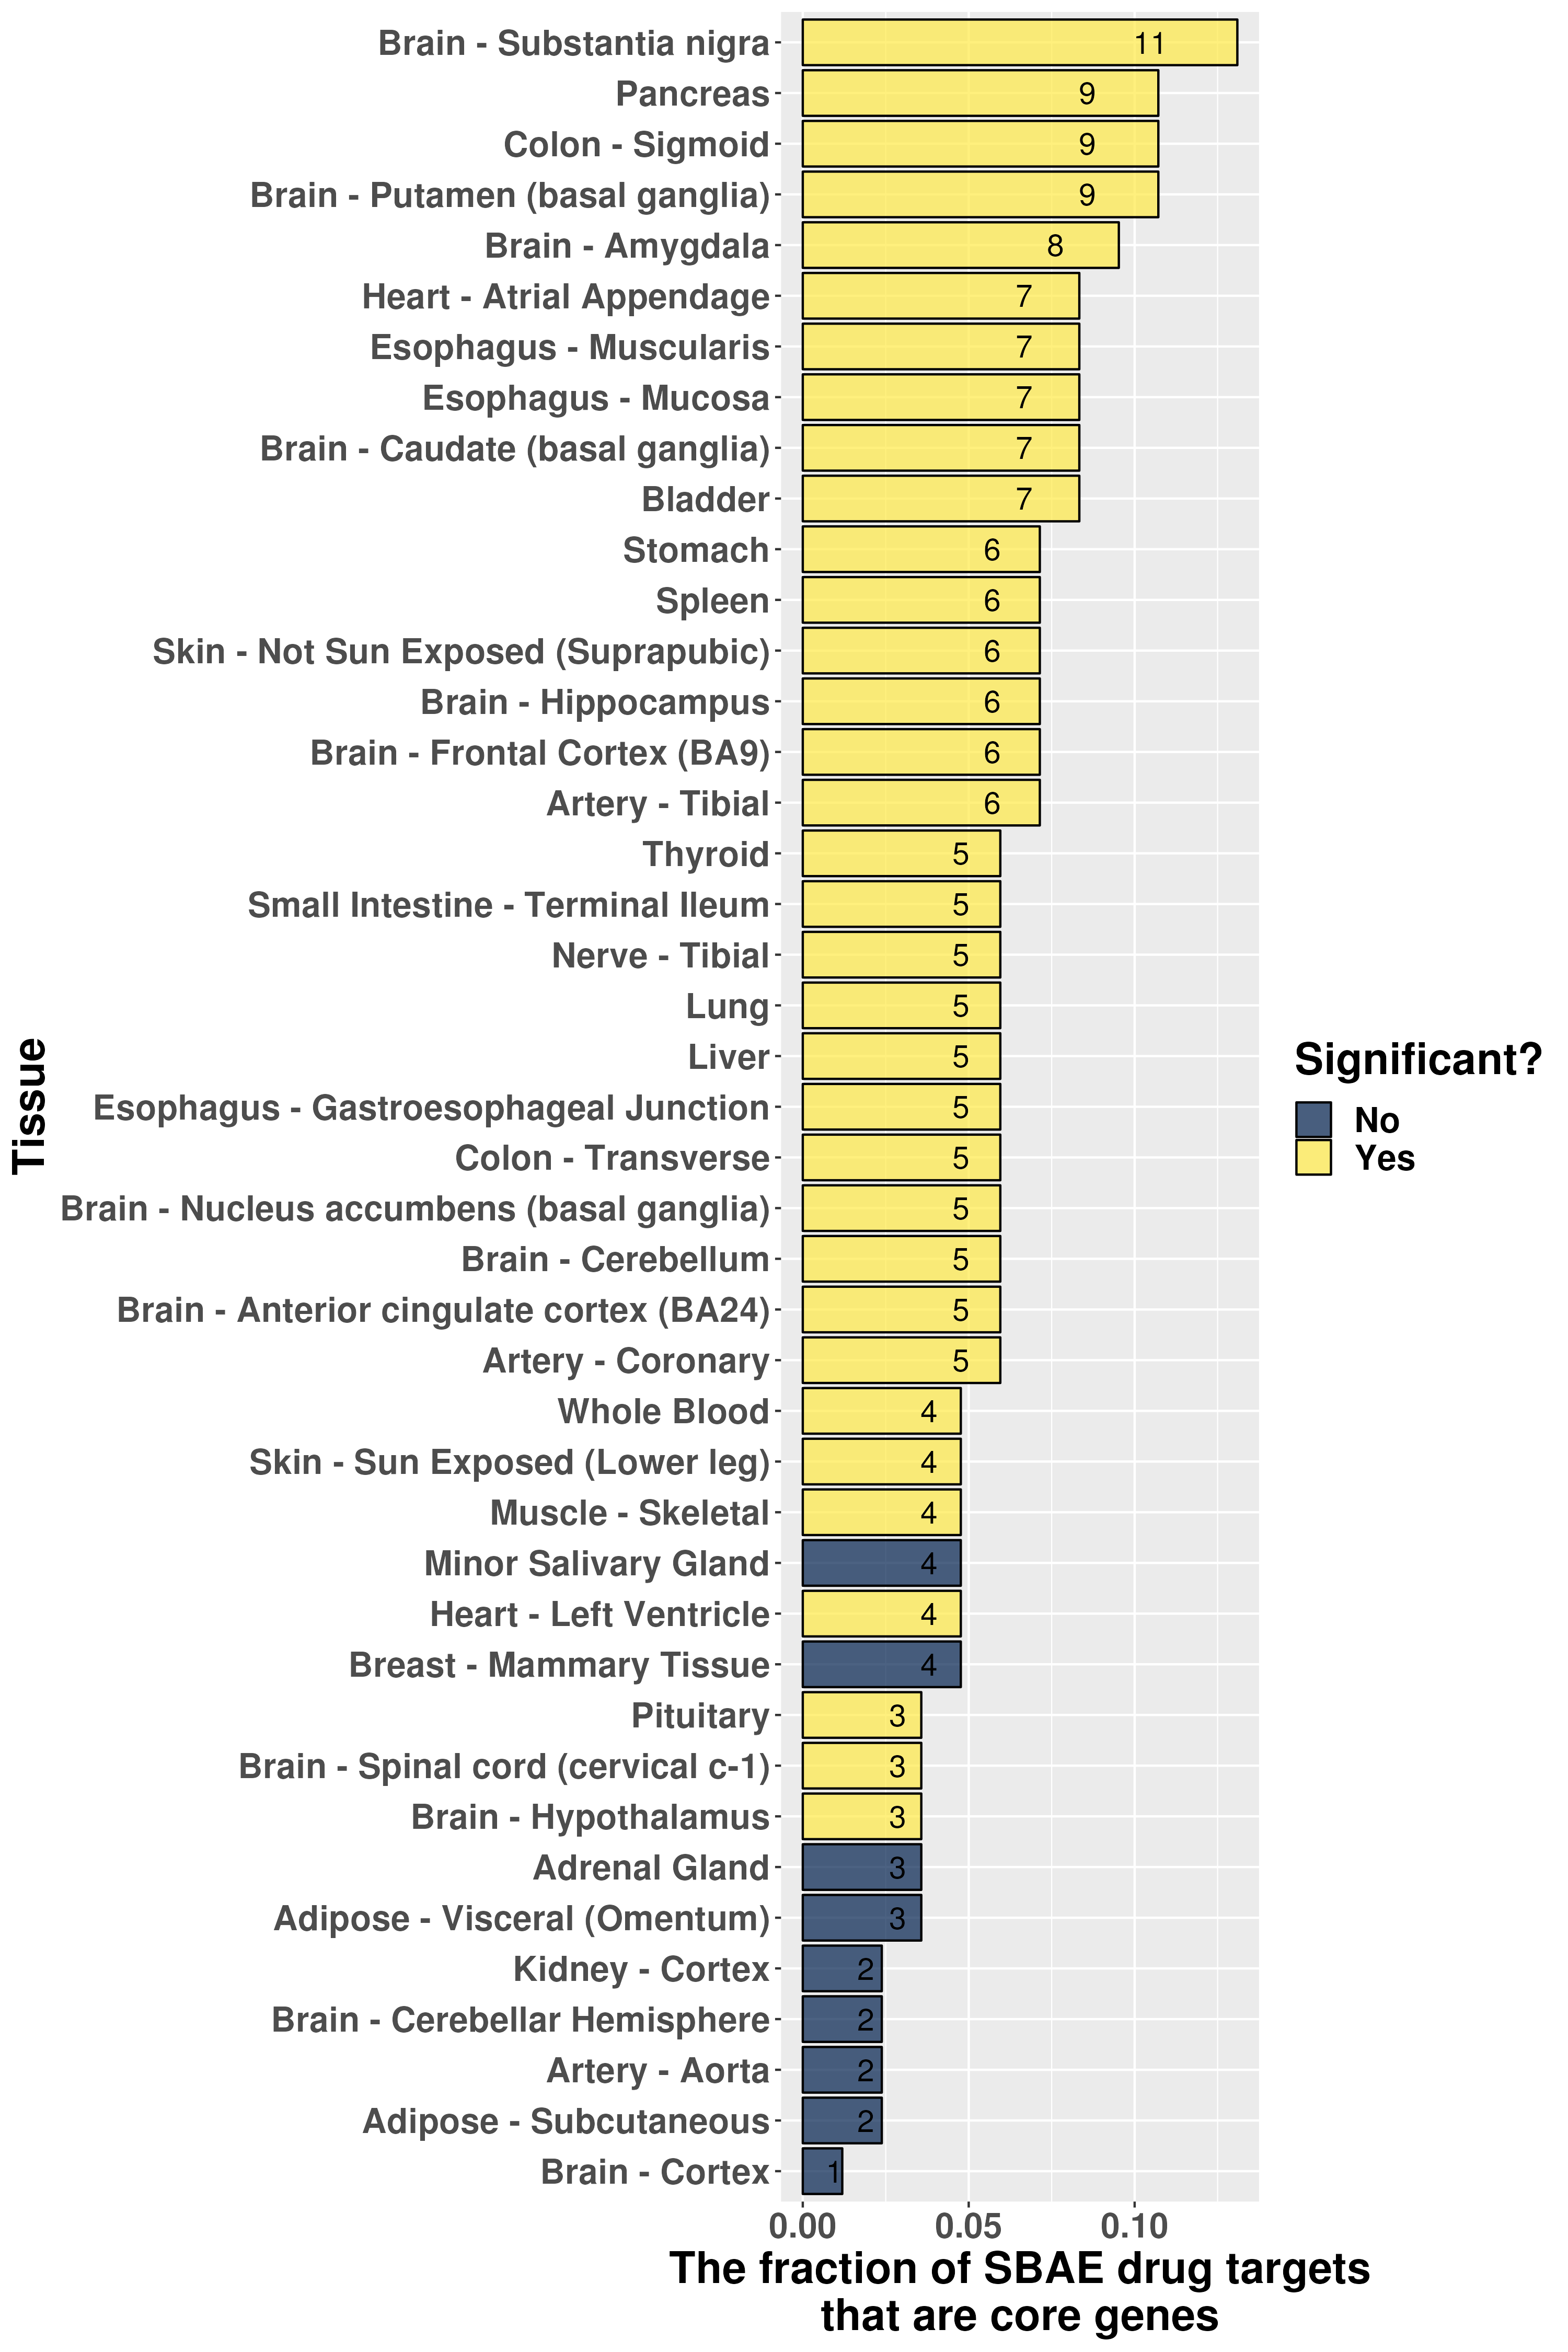 Brain - Substantia nigra 11
Pancreas 9
Colon - Sigmoid 9
Brain - Putamen (basal ganglia) 9
Brain - Amygdala 8
Heart - Atrial Appendage 7
Esophagus - Muscularis 7
Esophagus - Mucosa 7
Brain - Caudate (basal ganglia) 7
Bladder 7
Stomach 6
Spleen 6
Skin - Not Sun Exposed (Suprapubic) 6
Brain - Hippocampus 6
Brain - Frontal Cortex (BA9) 6
Artery - Tibial 6
Thyroid 5
Small Intestine - Terminal Ileum 5
Nerve - Tibial 5
Lung 5
Liver 5
Esophagus - Gastroesophageal Junction 5
Colon - Transverse 5
Brain - Nucleus accumbens (basal ganglia) 5
Brain - Cerebellum 5
Brain - Anterior cingulate cortex (BA24) 5
Artery - Coronary 5
Whole Blood 4
Skin - Sun Exposed (Lower leg) 4
Muscle - Skeletal 4
Minor Salivary Gland 4
Heart - Left Ventricle 4
Breast - Mammary Tissue 4
Pituitary 3
Brain - Spinal cord (cervical c-1) 3
Brain - Hypothalamus 3
Adrenal Gland 3
Adipose - Visceral (Omentum) 3
Kidney - Cortex 2
Brain - Cerebellar Hemisphere 2
Artery - Aorta 2
Adipose - Subcutaneous 2
Brain - Cortex 1
0.00 0.05 0.10
The fraction of SBAE drug targets
that are core genes
Tissue
Significant?
No
Yes